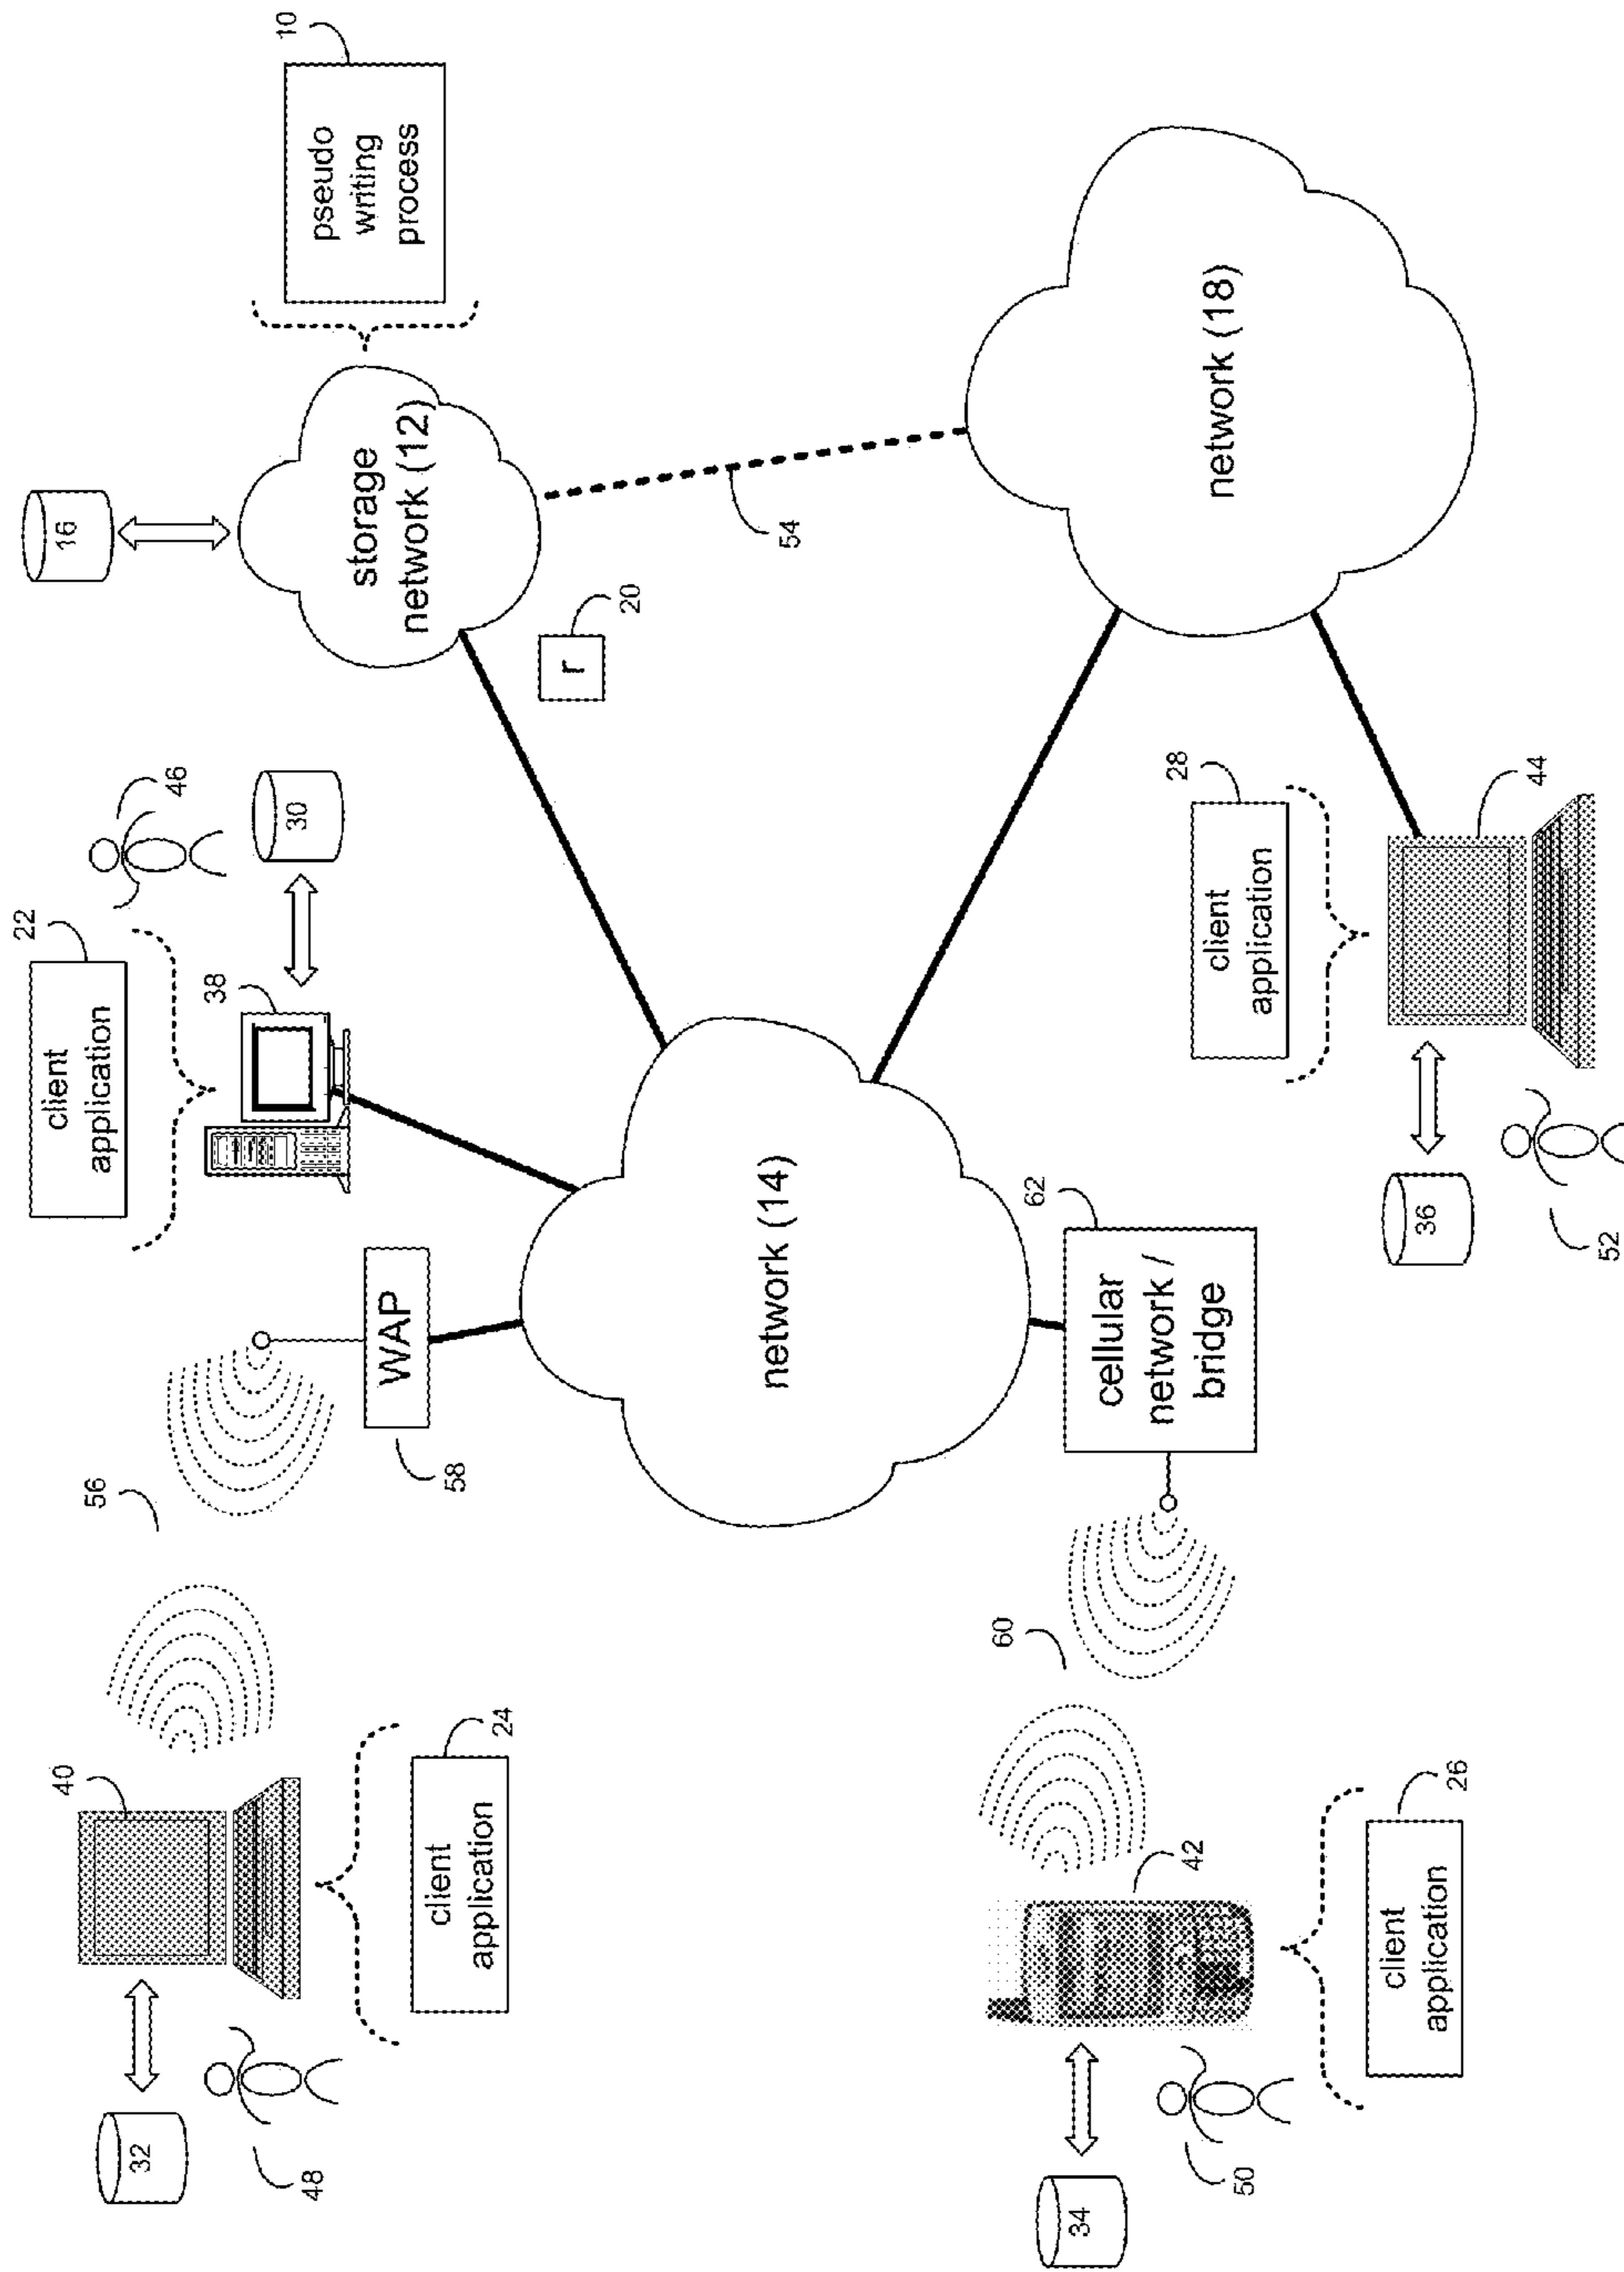 32
48
40
client
application
24
56
WAP
58
client
application
22
38
30
46
16
storage
network (12)
pseudo
writing
process
10
r
20
54
network (14)
network (18)
34
50
42
client
application
26
60
cellular
network /
bridge
62
36
52
client
application
28
44